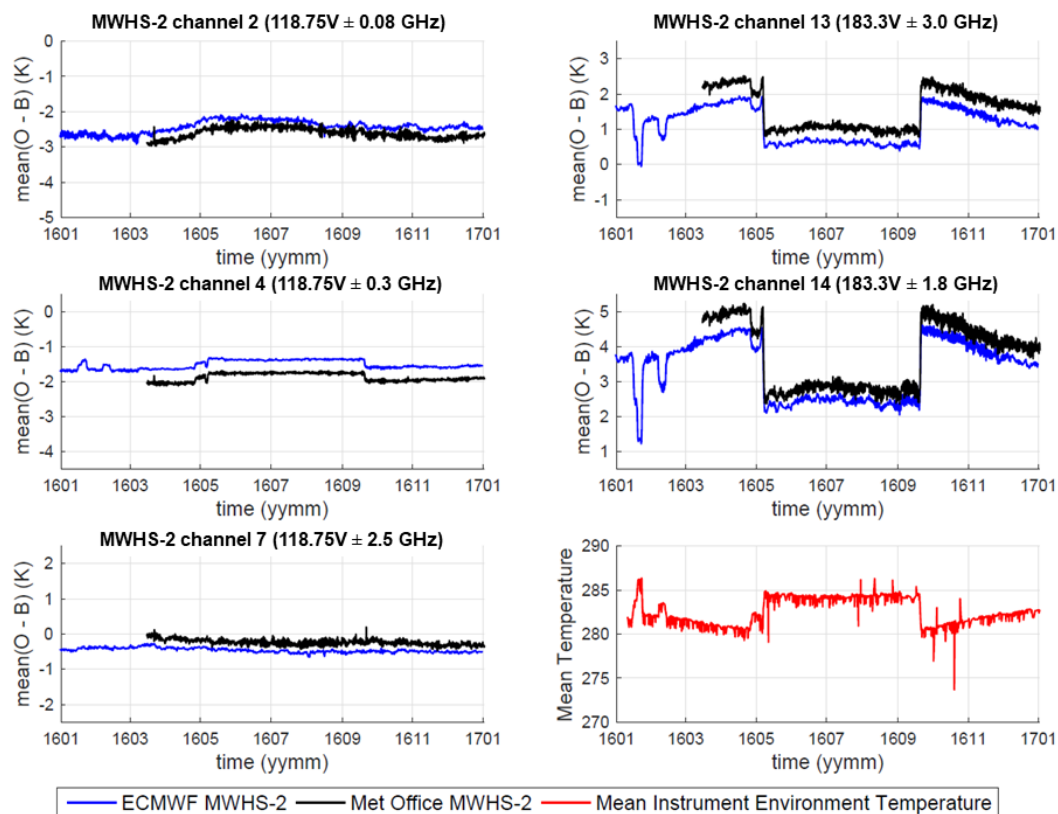 MWHS-2 channel 2 (118.75V ± 0.08 GHz)
mean(O - B) (K)
0
-1
-2
-3
-4
-5
1601 1603 1605 1607 1609 1611 1701
time (yymm)
MWHS-2 channel 13 (183.3V ± 3.0 GHz)
mean(O - B) (K)
3
2
1
0
-1
1601 1603 1605 1607 1609 1611 1701
time (yymm)
MWHS-2 channel 4 (118.75V ± 0.3 GHz)
mean(O - B) (K)
0
-1
-2
-3
-4
1601 1603 1605 1607 1609 1611 1701
time (yymm)
MWHS-2 channel 14 (183.3V ± 1.8 GHz)
mean(O - B) (K)
5
4
3
2
1
1601 1603 1605 1607 1609 1611 1701
time (yymm)
MWHS-2 channel 7 (118.75V ± 2.5 GHz)
mean(O - B) (K)
2
1
0
-1
-2
1601 1603 1605 1607 1609 1611 1701
time (yymm)
Mean Temperature
290
285
280
275
270
1601 1603 1605 1607 1609 1611 1701
time (yymm)
ECMWF MWHS-2 Met Office MWHS-2 Mean Instrument Environment Temperature